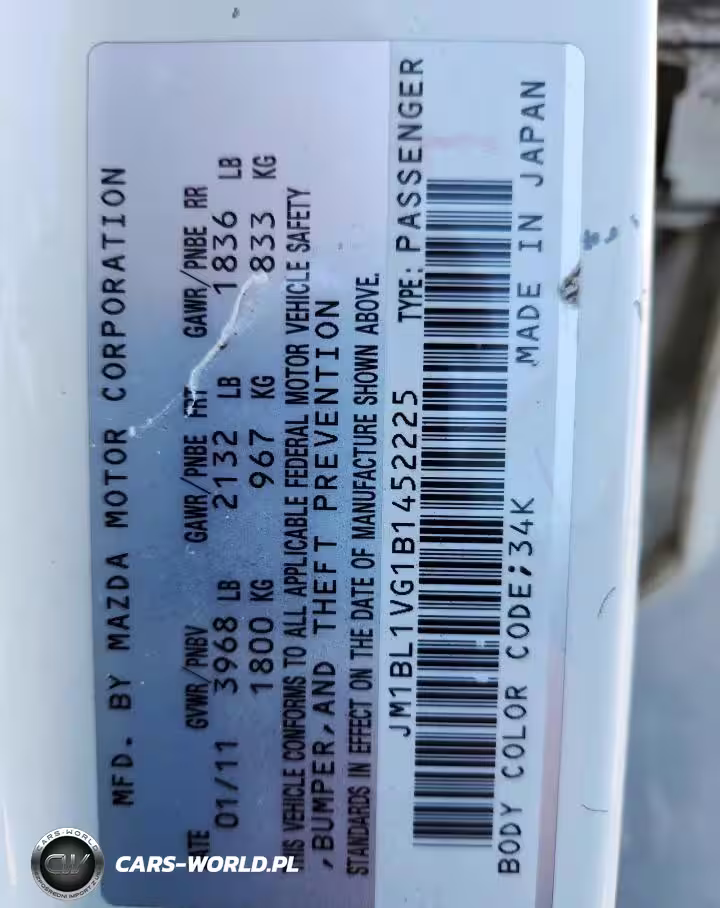 MFD. BY MAZDA MOTOR CORPORATION
DATE GVWR/PNBV GAWR/PNBE FRT GAWR/PNBE RR
01/11 3968 LB 2132 LB 1836 LB
1800 KG 967 KG 833 KG
THIS VEHICLE CONFORMS TO ALL APPLICABLE FEDERAL MOTOR VEHICLE SAFETY
,BUMPER,AND THEFT PREVENTION
STANDARDS IN EFFECT ON THE DATE OF MANUFACTURE SHOWN ABOVE.
JM1BL1VG1B1452225 TYPE: PASSENGER
BODY COLOR CODE;34K MADE IN JAPAN
CARS-WORLD
CW
CARS-WORLD.PL